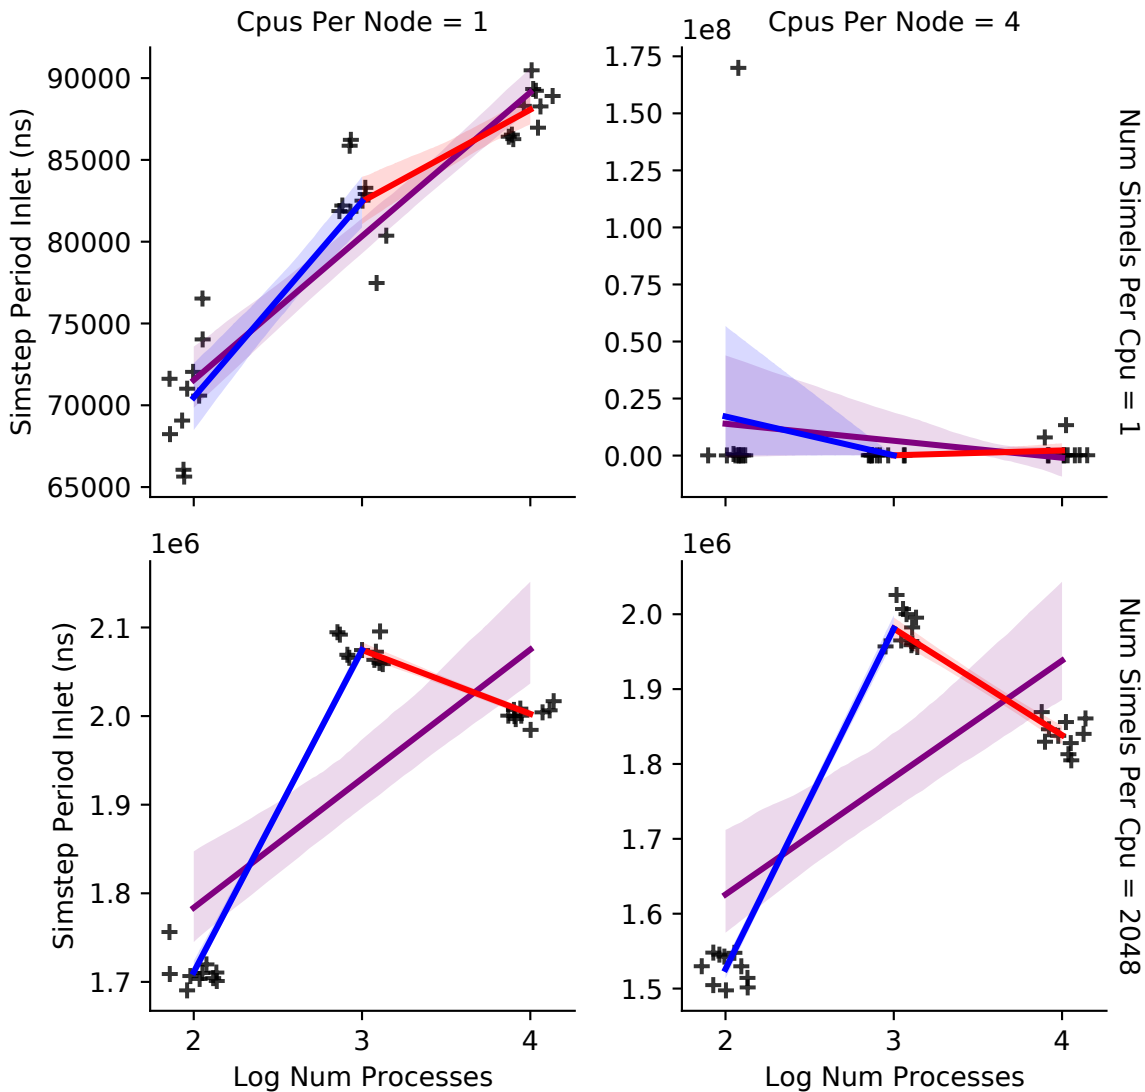 Cpus Per Node = 1
Cpus Per Node = 4
1e8
Simstep Period Inlet (ns)
90000
85000
80000
75000
70000
65000
1.75
1.50
1.25
1.00
0.75
0.50
0.25
0.00
Num Simels Per Cpu = 1
1e6
1e6
Simstep Period Inlet (ns)
2.1
2.0
1.9
1.8
1.7
2.0
1.9
1.8
1.7
1.6
1.5
Num Simels Per Cpu = 2048
2
3
4
2
3
4
Log Num Processes
Log Num Processes